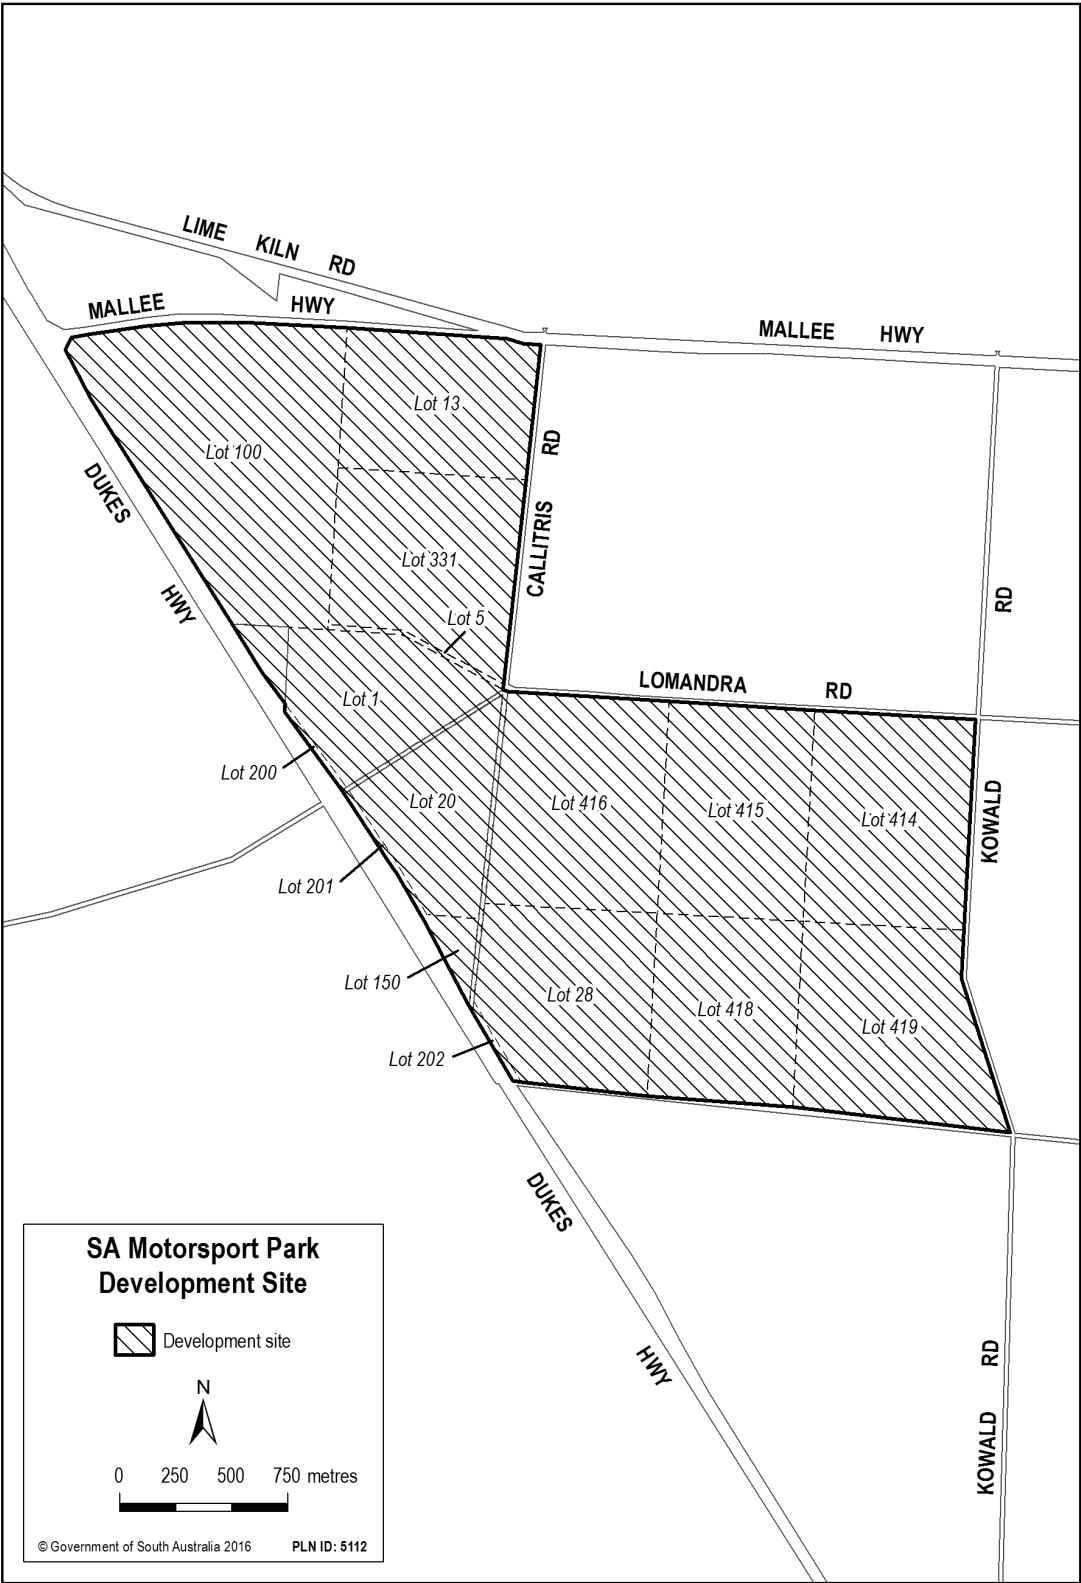 LIME KILN RD
MALLEE HWY
MALLEE HWY
Lot 13
RD
Lot 100
DUKES
CALLITRIS
Lot 331
HWY
RD
Lot 5
LOMANDRA RD
Lot 1
Lot 200
Lot 20
Lot 416
Lot 415
Lot 414
KOWALD
Lot 201
Lot 150
Lot 28
Lot 418
Lot 419
Lot 202
DUKES
HWY
RD
KOWALD
SA Motorsport Park
Development Site
Development site
N
0 250 500 750 metres
© Government of South Australia 2016 PLN ID: 5112